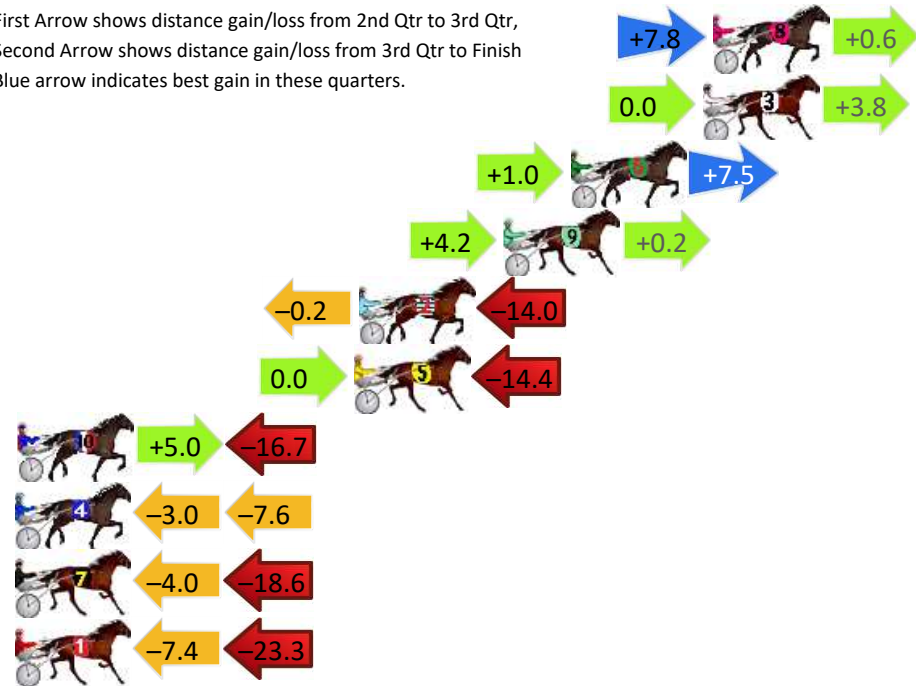 First Arrow shows distance gain/loss from 2nd Qtr to 3rd Qtr,
Second Arrow shows distance gain/loss from 3rd Qtr to Finish
Blue arrow indicates best gain in these quarters.
+7.8 8 +0.6
0.0 3 +3.8
+1.0 6 +7.5
+4.2 9 +0.2
–0.2 2 –14.0
0.0 5 –14.4
10 +5.0 –16.7
4 –3.0 –7.6
7 –4.0 –18.6
1 –7.4 –23.3